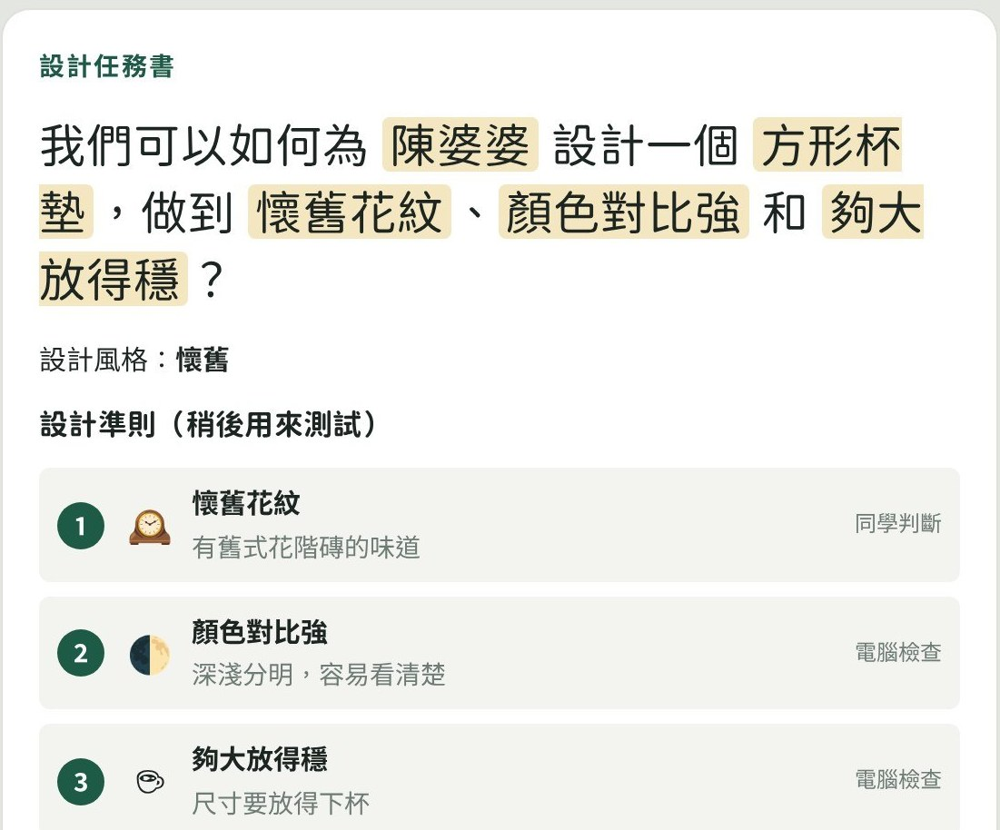 設計任務書
我們可以如何為 陳婆婆 設計一個 方形杯
墊，做到 懷舊花紋、顏色對比強 和 夠大
放得穩？
設計風格：懷舊
設計準則（稍後用來測試）
1 懷舊花紋
有舊式花階磚的味道
同學判斷
2 顏色對比強
深淺分明，容易看清楚
電腦檢查
3 夠大放得穩
尺寸要放得下杯
電腦檢查